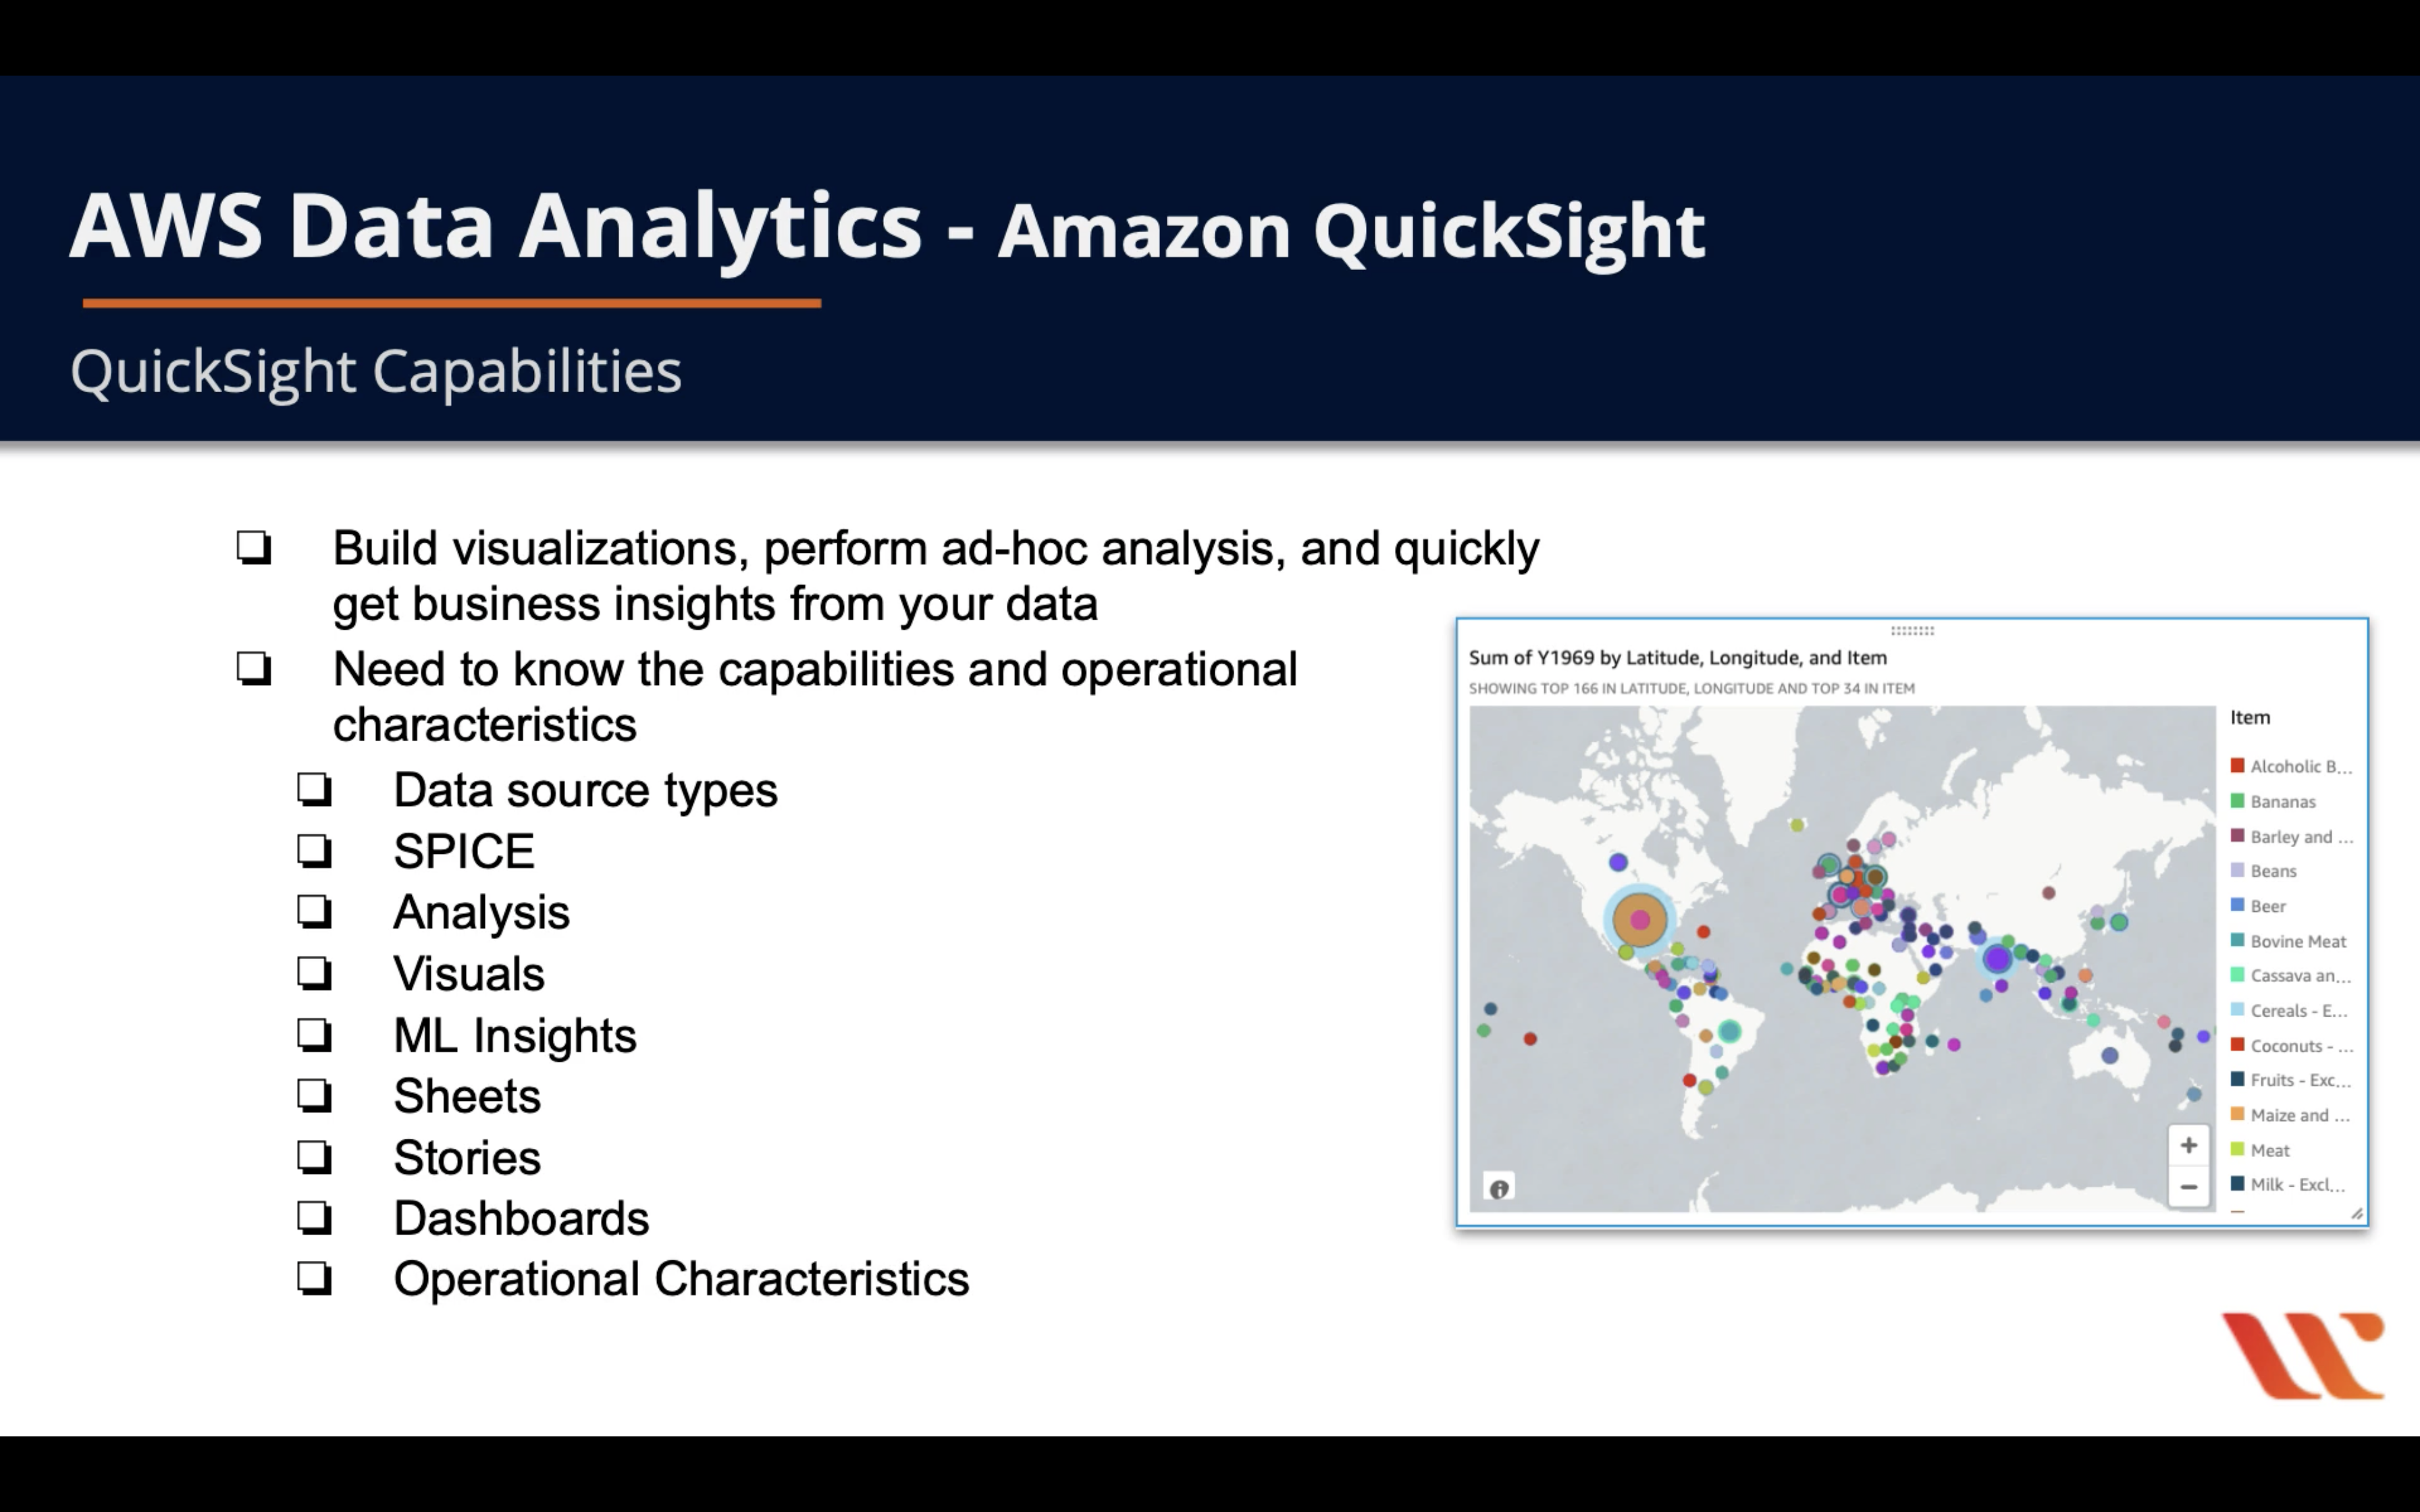 AWS Data Analytics - Amazon QuickSight
QuickSight Capabilities
Build visualizations, perform ad-hoc analysis, and quickly
get business insights from your data
Need to know the capabilities and operational
characteristics
Data source types
SPICE
Analysis
Visuals
ML Insights
Sheets
Stories
Dashboards
Operational Characteristics
Sum of Y1969 by Latitude, Longitude, and Item
SHOWING TOP 166 IN LATITUDE, LONGITUDE AND TOP 34 IN ITEM
Item
Alcoholic B...
Bananas
Barley and ...
Beans
Beer
Bovine Meat
Cassava an...
Cereals - E...
Coconuts - ...
Fruits - Exc...
Maize and ...
Meat
Milk - Excl...
+
−
i